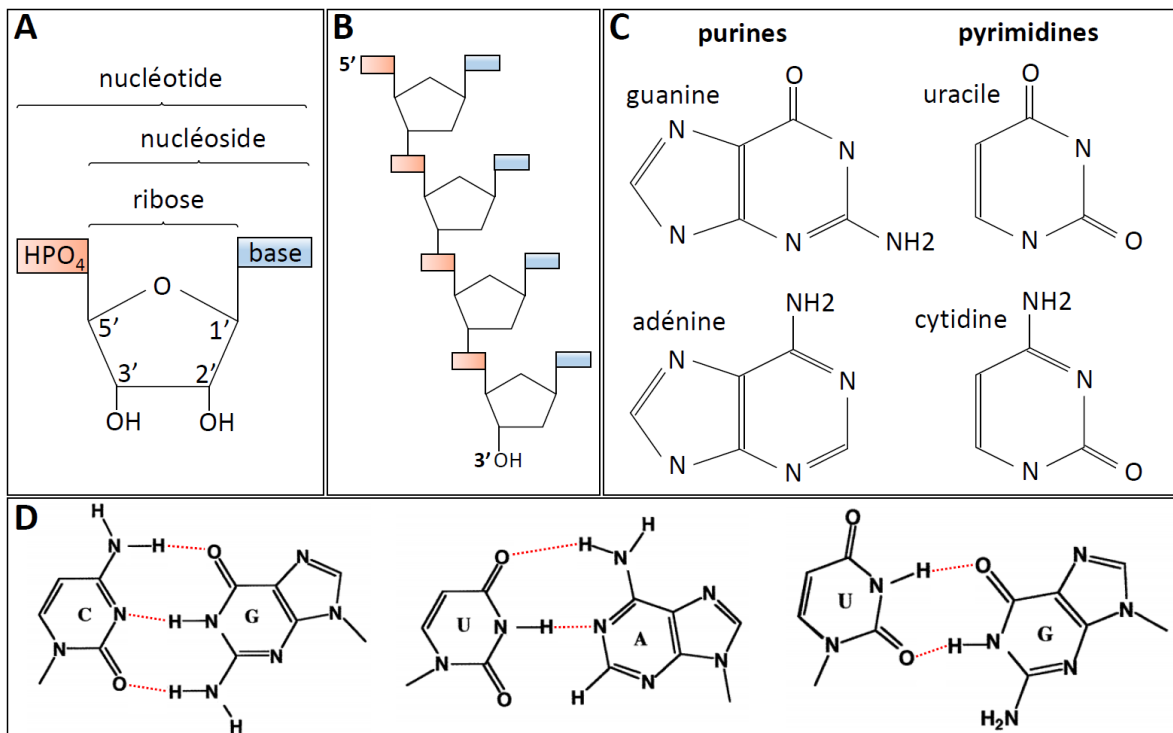 A
nucléotide
nucléoside
ribose
HPO4
base
O
5’
1’
3’
2’
OH
OH
B
5’
3’OH
C
purines
pyrimidines
guanine
O
N
N
N
N
NH2
uracile
O
N
N
O
adénine
NH2
N
N
N
N
cytidine
NH2
N
N
O
D
H
N
H
O
N
C
N
H
N
G
N
N
O
H
N
N
H
O
H
N
H
N
U
N
H
N
A
N
N
O
H
N
O
N
H
O
N
U
N
N
O
H
N
G
N
H2N